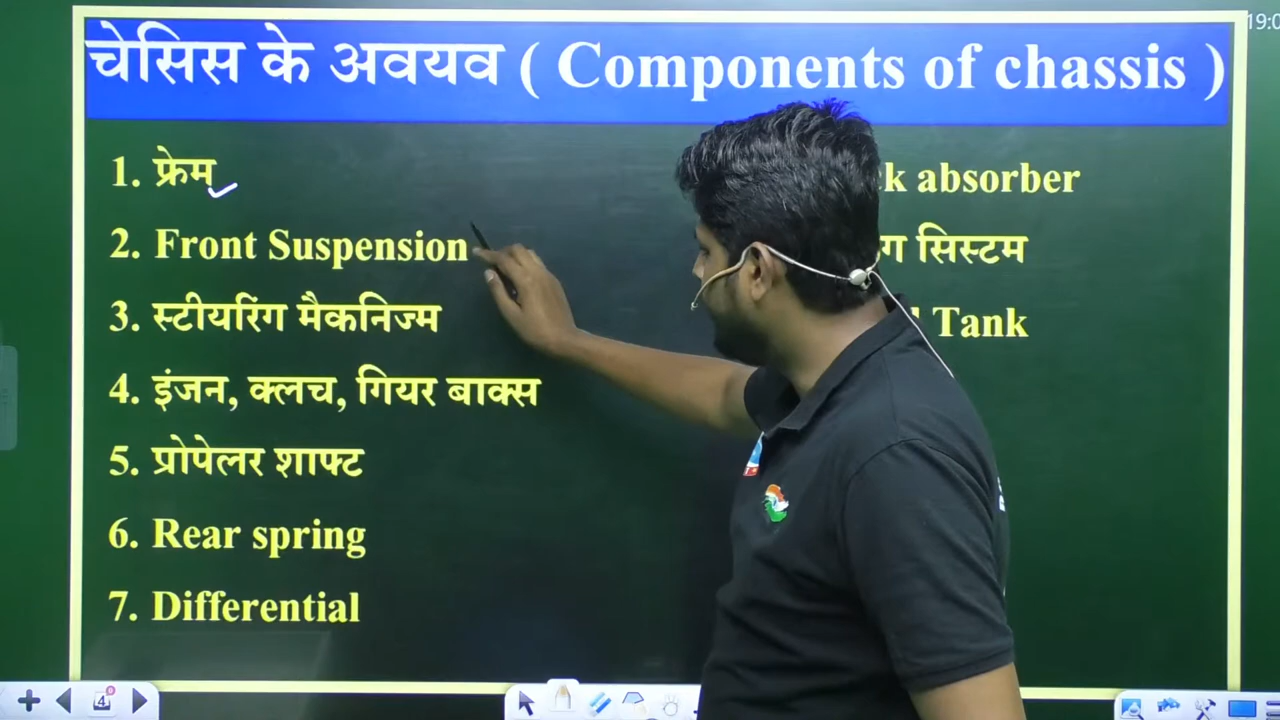 चेसिस के अवयव ( Components of chassis )
1. फ्रेम
2. Front Suspension
3. स्टीयरिंग मैकनिज्म
4. इंजन, क्लच, गियर बाक्स
5. प्रोपेलर शाफ्ट
6. Rear spring
7. Differential
absorber
सिस्टम
Tank